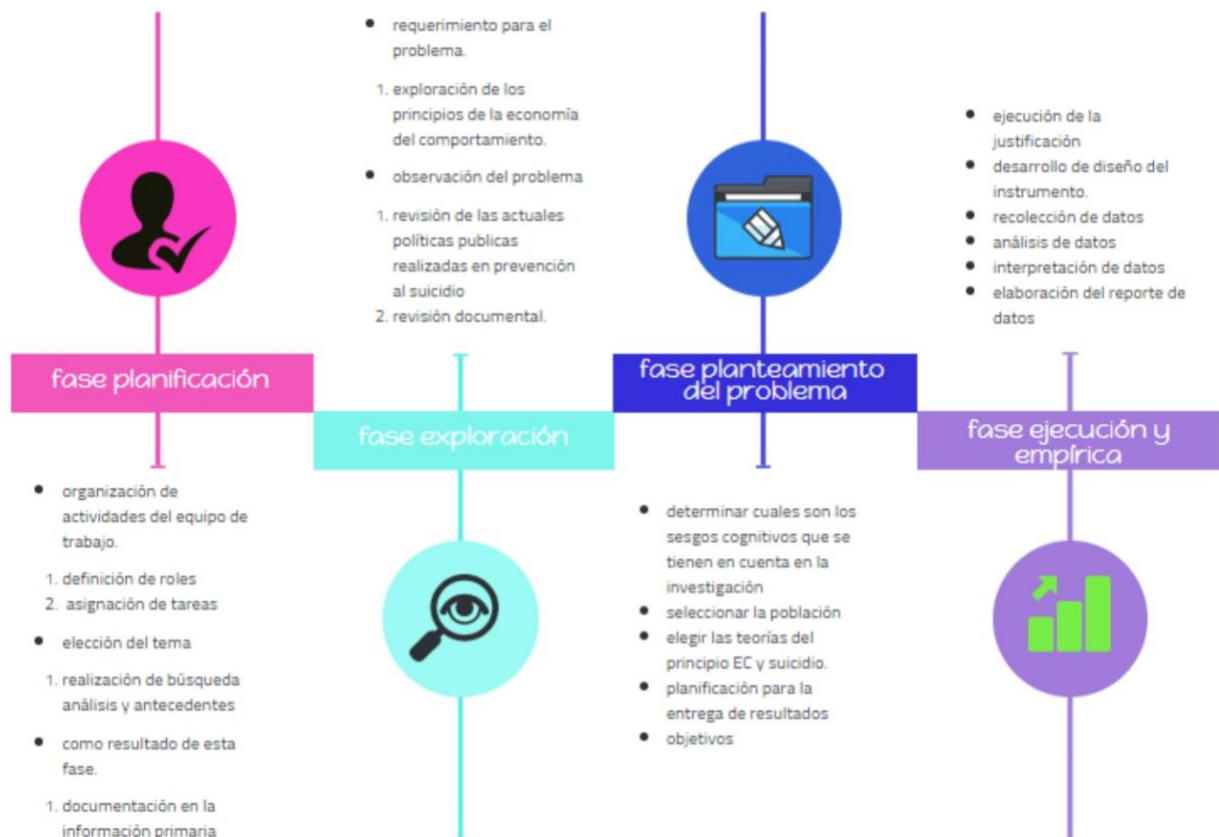 fase planificación
organización de
actividades del equipo de
trabajo.
1. definición de roles
2. asignación de tareas
elección del tema
1. realización de búsqueda
análisis y antecedentes
como resultado de esta
fase.
1. documentación en la
información primaria
requerimiento para el
problema.
1. exploración de los
principios de la economía
del comportamiento.
observación del problema
1. revisión de las actuales
políticas publicas
realizadas en prevención
al suicidio
2. revisión documental.
fase exploración
fase planteamiento
del problema
determinar cuales son los
sesgos cognitivos que se
tienen en cuenta en la
investigación
seleccionar la población
elegir las teorías del
principio EC y suicidio.
planificación para la
entrega de resultados
objetivos
ejecución de la
justificación
desarrollo de diseño del
instrumento.
recolección de datos
análisis de datos
interpretación de datos
elaboración del reporte de
datos
fase ejecución y
empírica